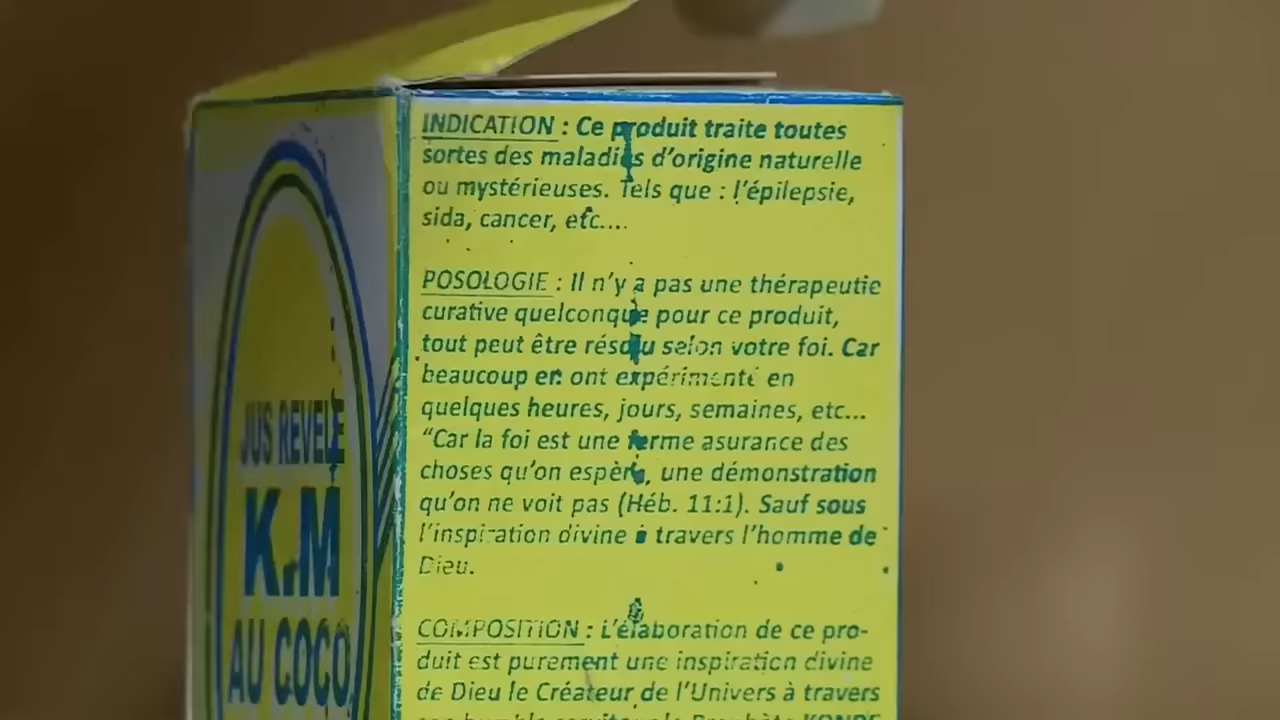 INDICATION : Ce produit traite toutes
sortes des maladies d'origine naturelle
ou mystérieuses. Tels que : l'épilepsie,
sida, cancer, etc....
POSOLOGIE : Il n'y a pas une thérapeutie
curative quelconque pour ce produit,
tout peut être résolu selon votre foi. Car
beaucoup en ont expérimenté en
quelques heures, jours, semaines, etc...
“Car la foi est une ferme asurance des
choses qu'on espère, une démonstration
qu'on ne voit pas (Héb. 11:1). Sauf sous
l'inspiration divine à travers l'homme de
Dieu.
COMPOSITION : L'élaboration de ce pro-
duit est purement une inspiration divine
de Dieu le Créateur de l'Univers à travers
JUS REVELE
K.M
AU COCO